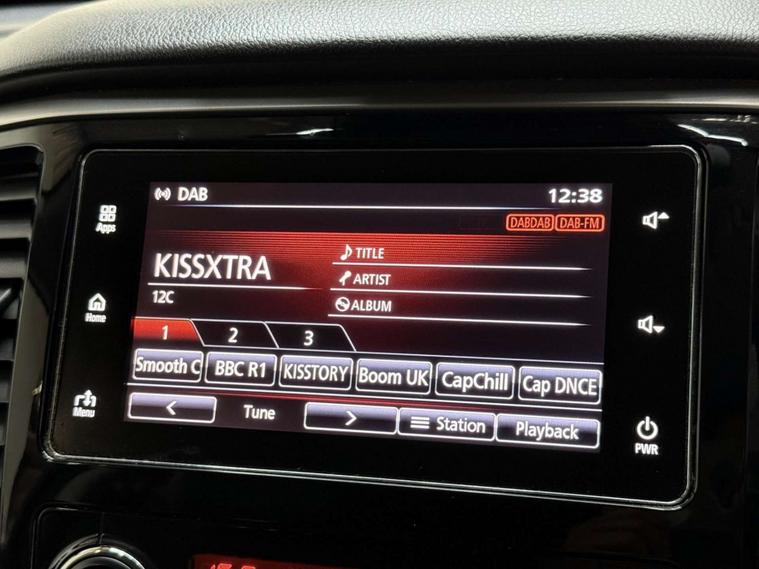 DAB 12:38
DABDAB DAB-FM
Apps
KISSXTRA
TITLE
ARTIST
12C
ALBUM
Home
1 2 3
Smooth C BBC R1 KISSTORY Boom UK CapChill Cap DNCE
Menu
< Tune > Station Playback
PWR